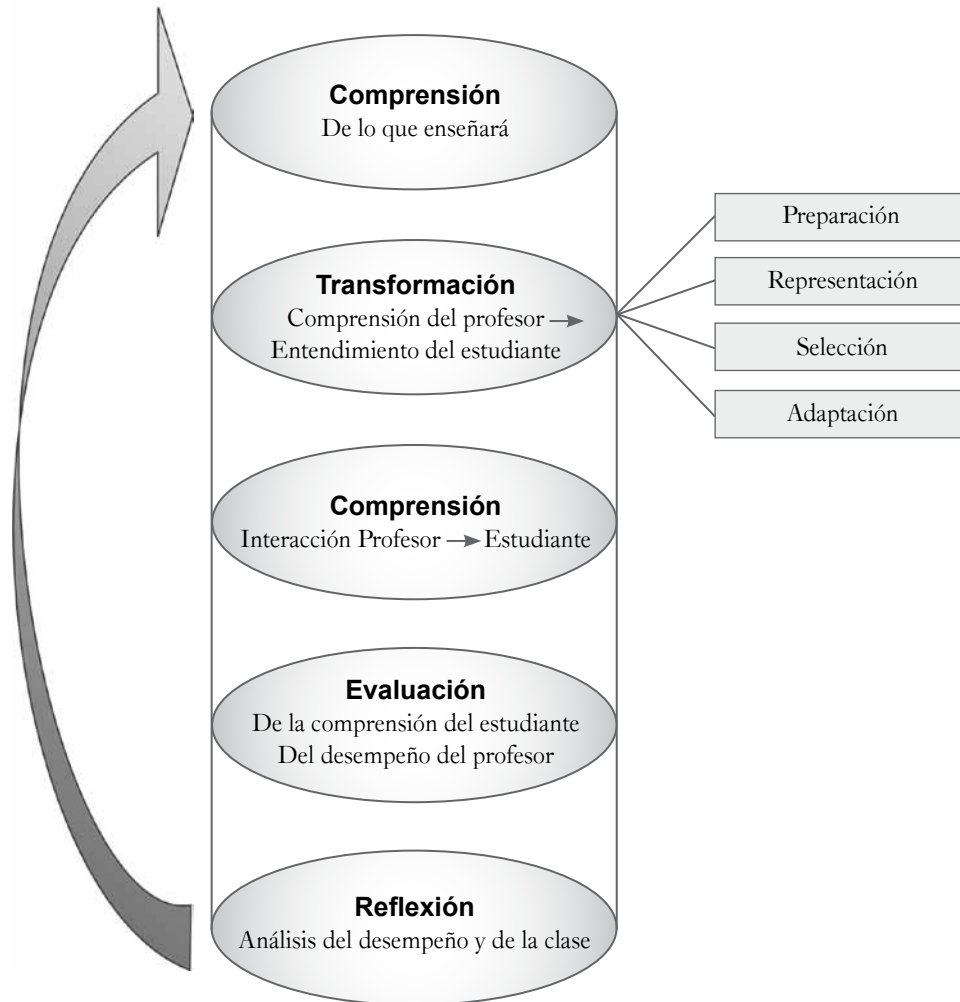 Comprensión
De lo que enseñará
Transformación
Comprensión del profesor
Entendimiento del estudiante
Preparación
Representación
Selección
Adaptación
Comprensión
Interacción Profesor → Estudiante
Evaluación
De la comprensión del estudiante
Del desempeño del profesor
Reflexión
Análisis del desempeño y de la clase